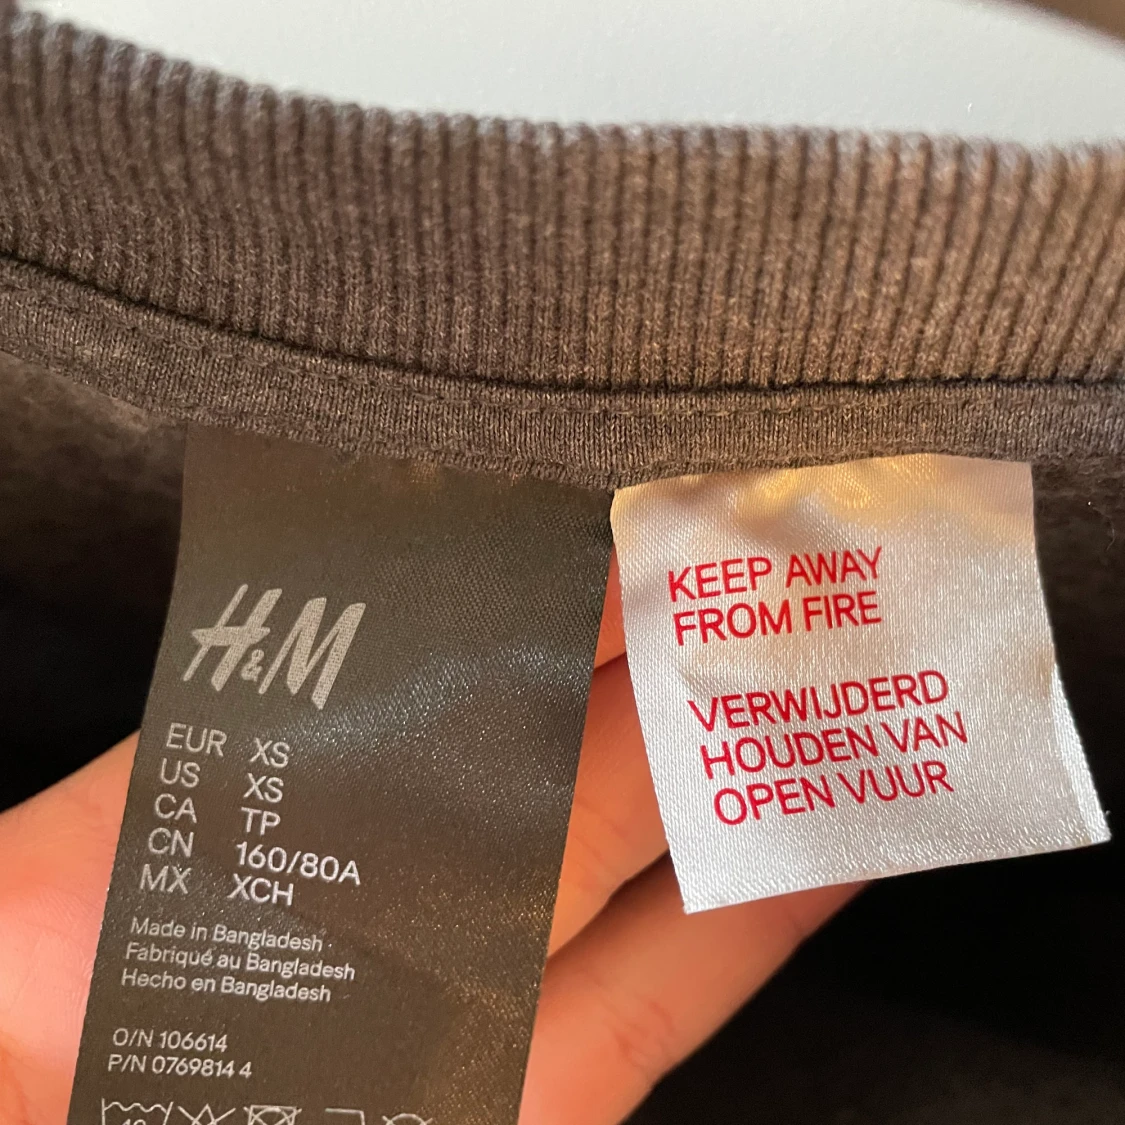 H&M
EUR XS
US XS
CA TP
CN 160/80A
MX XCH
Made in Bangladesh
Fabriqué au Bangladesh
Hecho en Bangladesh
O/N 106614
P/N 0769814 4
KEEP AWAY
FROM FIRE
VERWIJDERD
HOUDEN VAN
OPEN VUUR